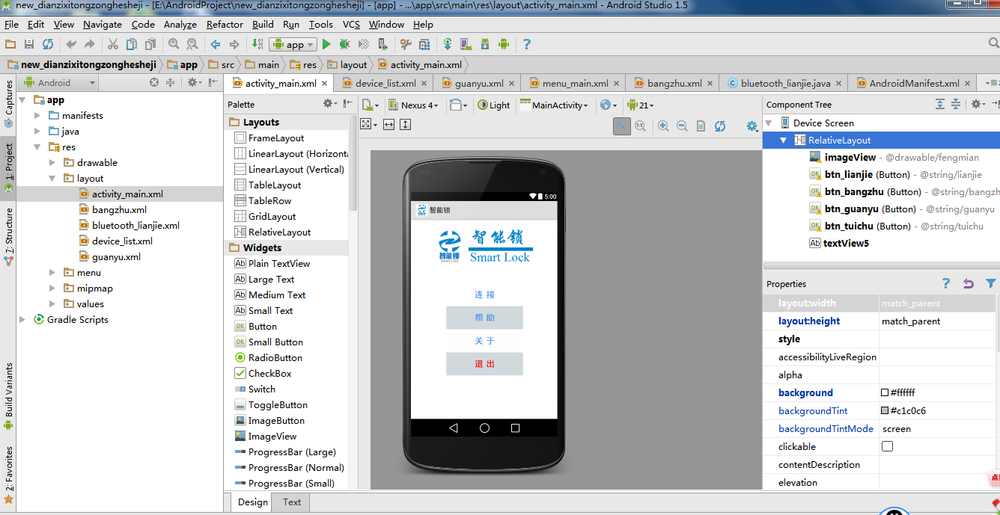 new_dianzixitongzonghesheji - [E:\AndroidProject\new_dianzixitongzonghesheji] - [app] - ...\app\src\main\res\layout\activity_main.xml - Android Studio 1.5
File Edit View Navigate Code Analyze Refactor Build Run Tools VCS Window Help
app
new_dianzixitongzonghesheji app src main res layout activity_main.xml
Android
activity_main.xml device_list.xml guanyu.xml menu_main.xml bangzhu.xml bluetooth_lianjie.java AndroidManifest.xml
Captures
1: Project
7: Structure
Build Variants
2: Favorites
app
manifests
java
res
drawable
layout
activity_main.xml
bangzhu.xml
bluetooth_lianjie.xml
device_list.xml
guanyu.xml
menu
mipmap
values
Gradle Scripts
Palette
Layouts
FrameLayout
LinearLayout (Horizonta
LinearLayout (Vertical)
TableLayout
TableRow
GridLayout
RelativeLayout
Widgets
Plain TextView
Large Text
Medium Text
Small Text
Button
Small Button
RadioButton
CheckBox
Switch
ToggleButton
ImageButton
ImageView
ProgressBar (Large)
ProgressBar (Normal)
ProgressBar (Small)
Design Text
Nexus 4 Light MainActivity 21
5:00
智能锁
智能锁
智能锁
Smart Lock
Smart Lock
连 接
帮 助
关 于
退 出
Component Tree
Device Screen
RelativeLayout
imageView - @drawable/fengmian
btn_lianjie (Button) - @string/lianjie
btn_bangzhu (Button) - @string/bangzh
btn_guanyu (Button) - @string/guanyu
btn_tuichu (Button) - @string/tuichu
textView5
Properties
layout:width match_parent
layout:height match_parent
style
accessibilityLiveRegion
alpha
background #ffffff
backgroundTint #c1c0c6
backgroundTintMode screen
clickable
contentDescription
elevation